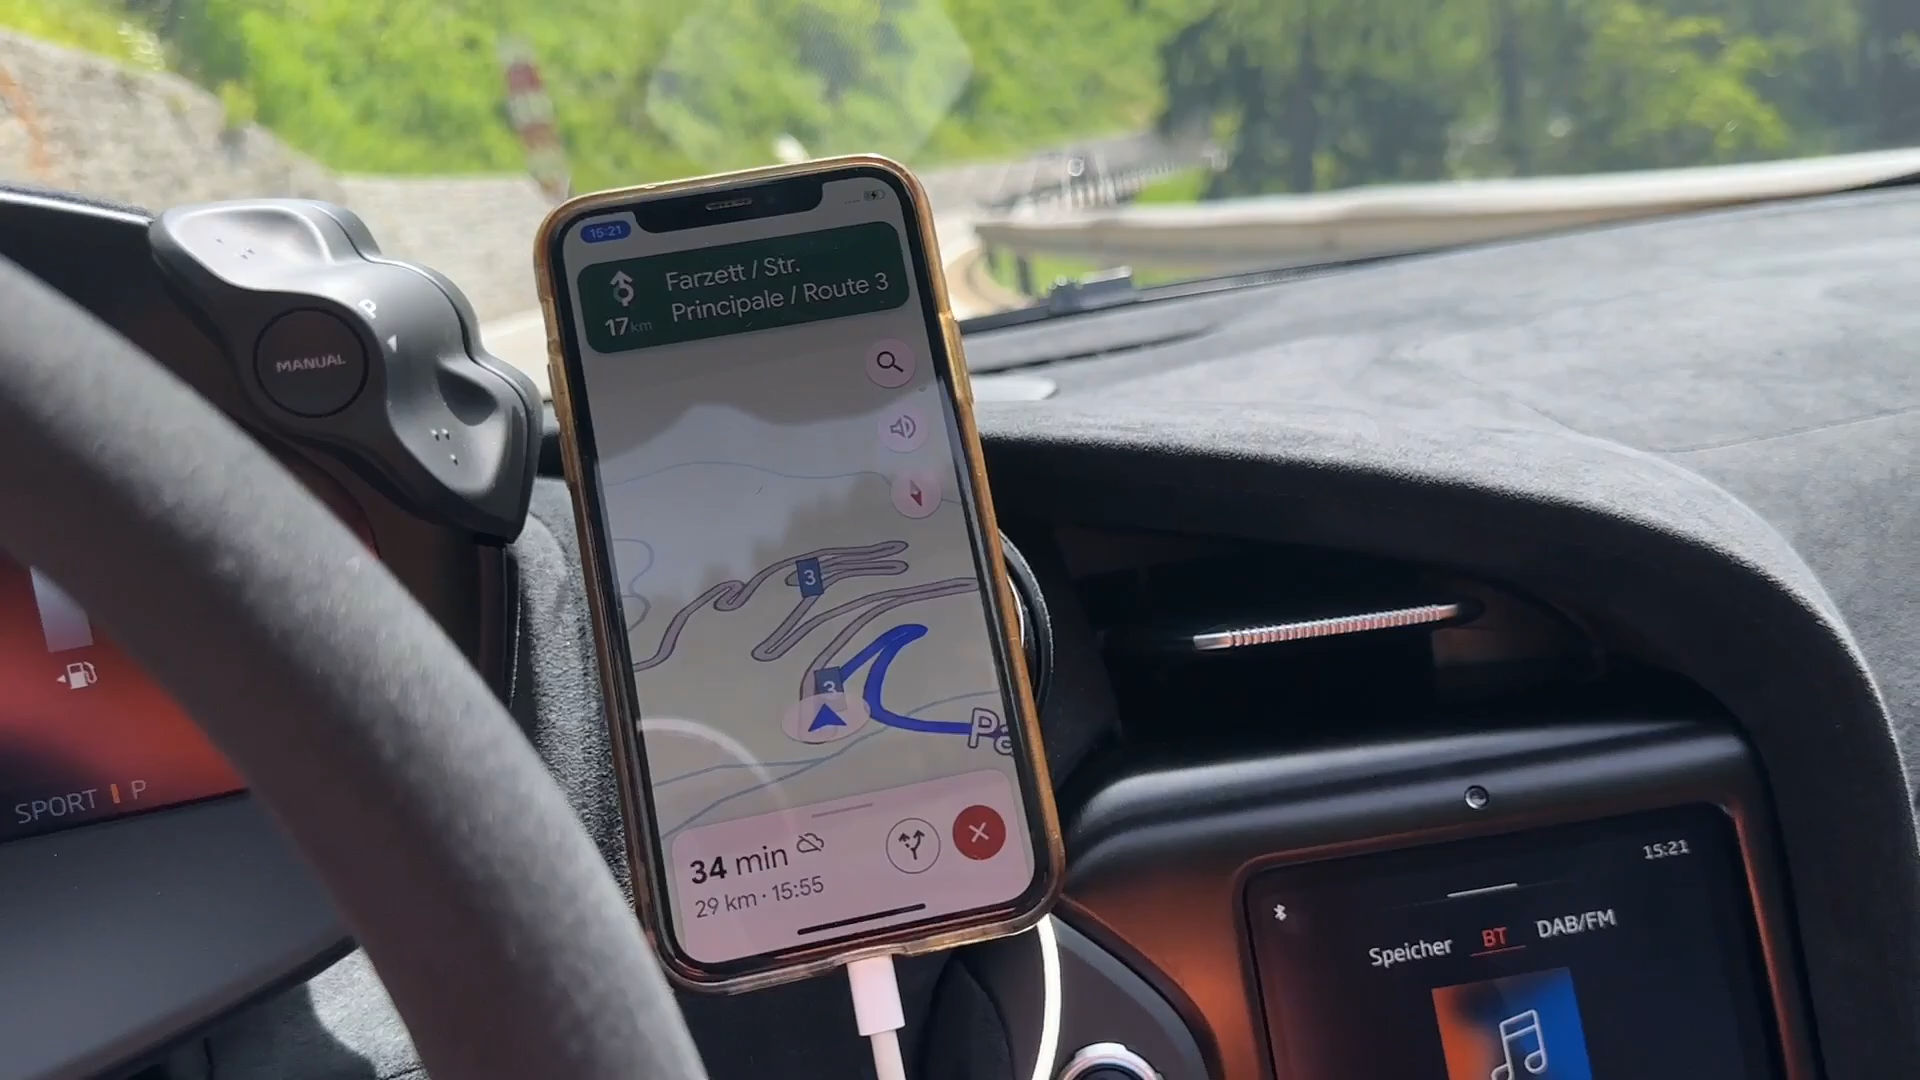 15:21
Farzett / Str.
Principale / Route 3
17 km
P
MANUAL
3
3
SPORT P
34 min
29 km · 15:55
15:21
Speicher BT DAB/FM